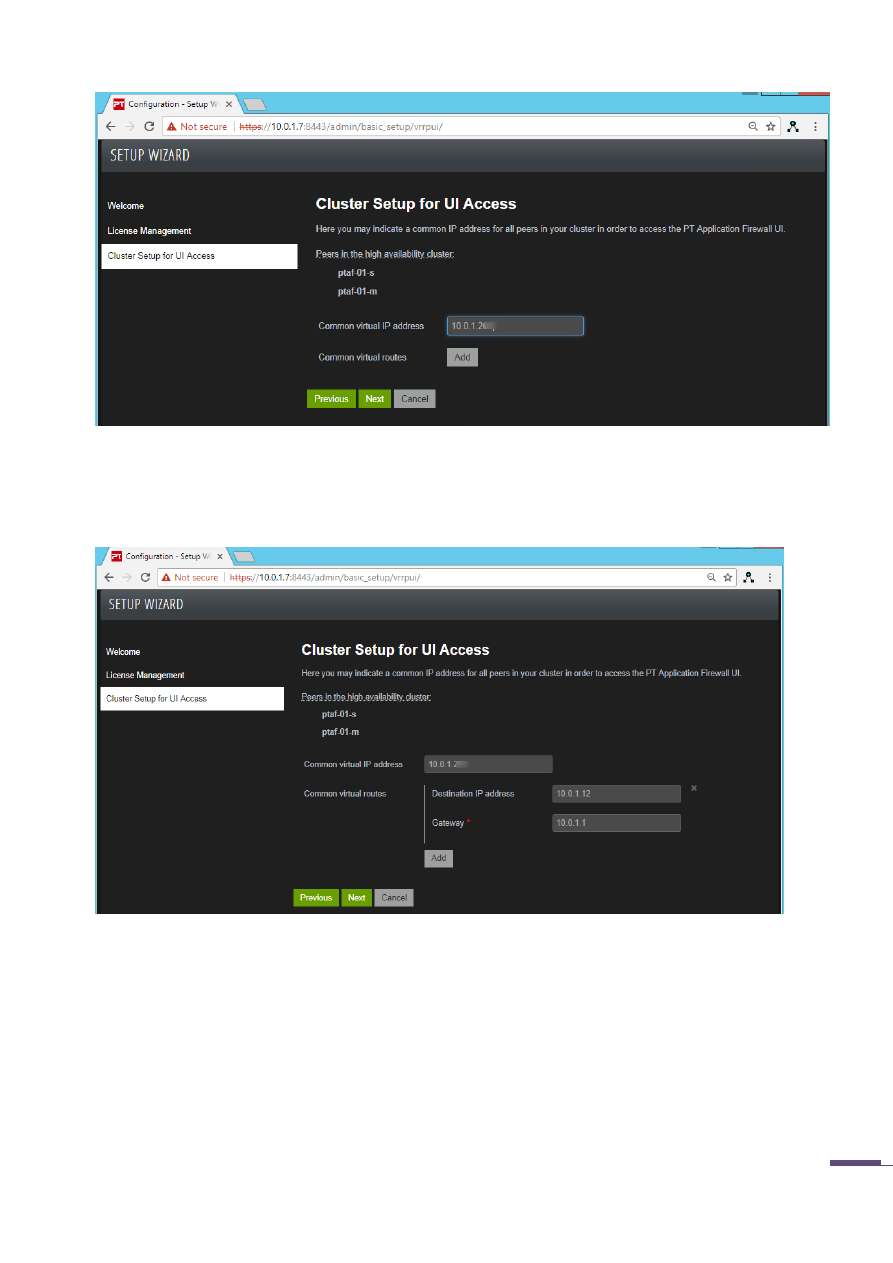 Configuration - Setup Wi
Not secure https://10.0.1.7:8443/admin/basic_setup/vrrpui/
SETUP WIZARD
Welcome
License Management
Cluster Setup for UI Access
Cluster Setup for UI Access
Here you may indicate a common IP address for all peers in your cluster in order to access the PT Application Firewall UI.
Peers in the high availability cluster:
ptaf-01-s
ptaf-01-m
Common virtual IP address 10.0.1.2
Common virtual routes Add
Previous Next Cancel
Configuration - Setup Wi
Not secure https://10.0.1.7:8443/admin/basic_setup/vrrpui/
SETUP WIZARD
Welcome
License Management
Cluster Setup for UI Access
Cluster Setup for UI Access
Here you may indicate a common IP address for all peers in your cluster in order to access the PT Application Firewall UI.
Peers in the high availability cluster:
ptaf-01-s
ptaf-01-m
Common virtual IP address 10.0.1.2
Common virtual routes Destination IP address 10.0.1.12
Gateway * 10.0.1.1
Add
Previous Next Cancel